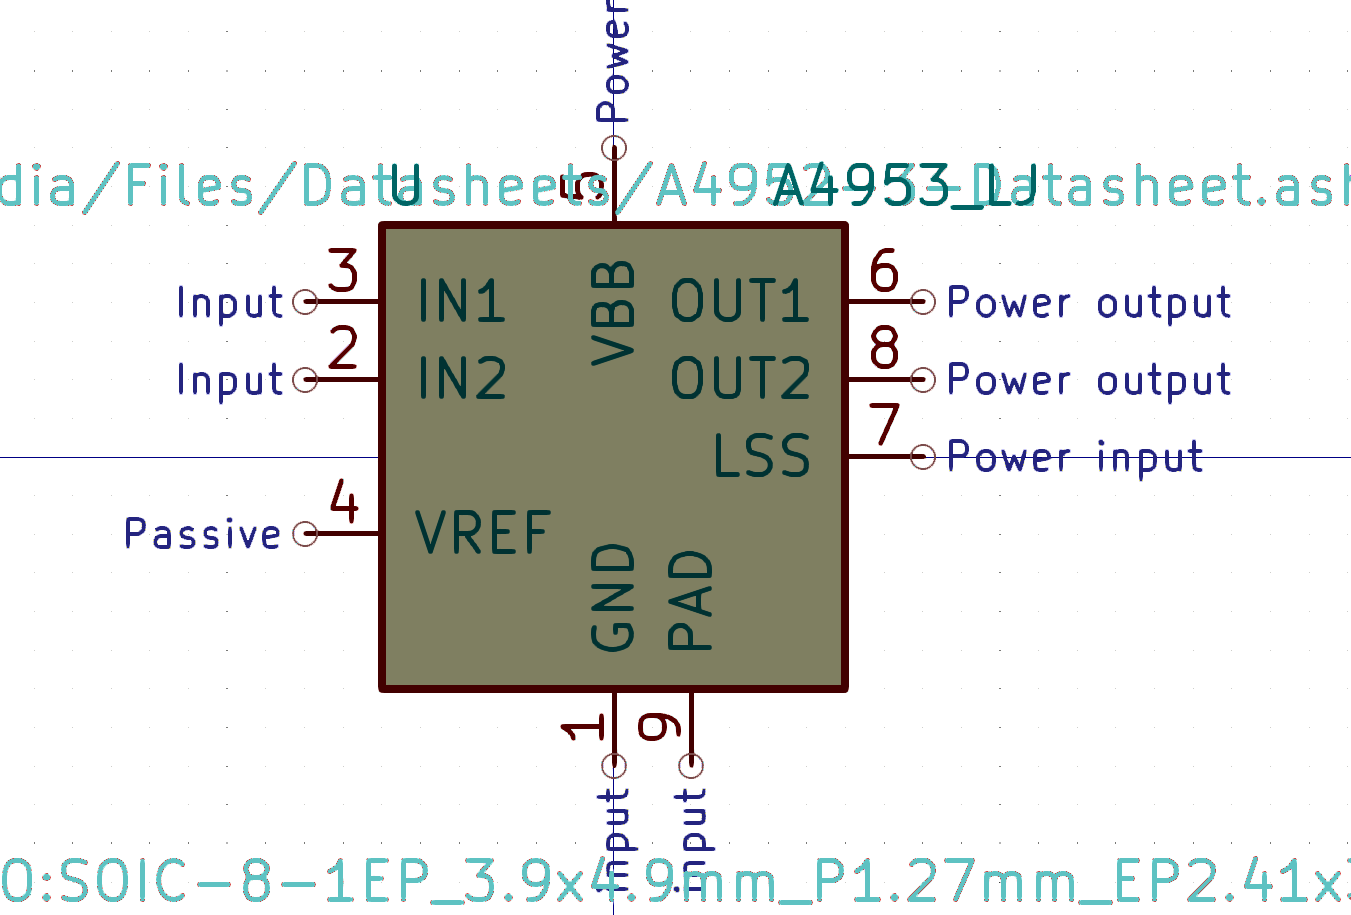 Power
dia/Files/Datasheets/A4952-3-Datasheet.ash
U
5
A4953_LJ
3
6
Input
IN1
VBB
OUT1
Power output
2
8
Input
IN2
OUT2
Power output
7
LSS
Power input
4
Passive
VREF
GND
PAD
1
9
Input
Input
O:SOIC-8-1EP_3.9x4.9mm_P1.27mm_EP2.41x